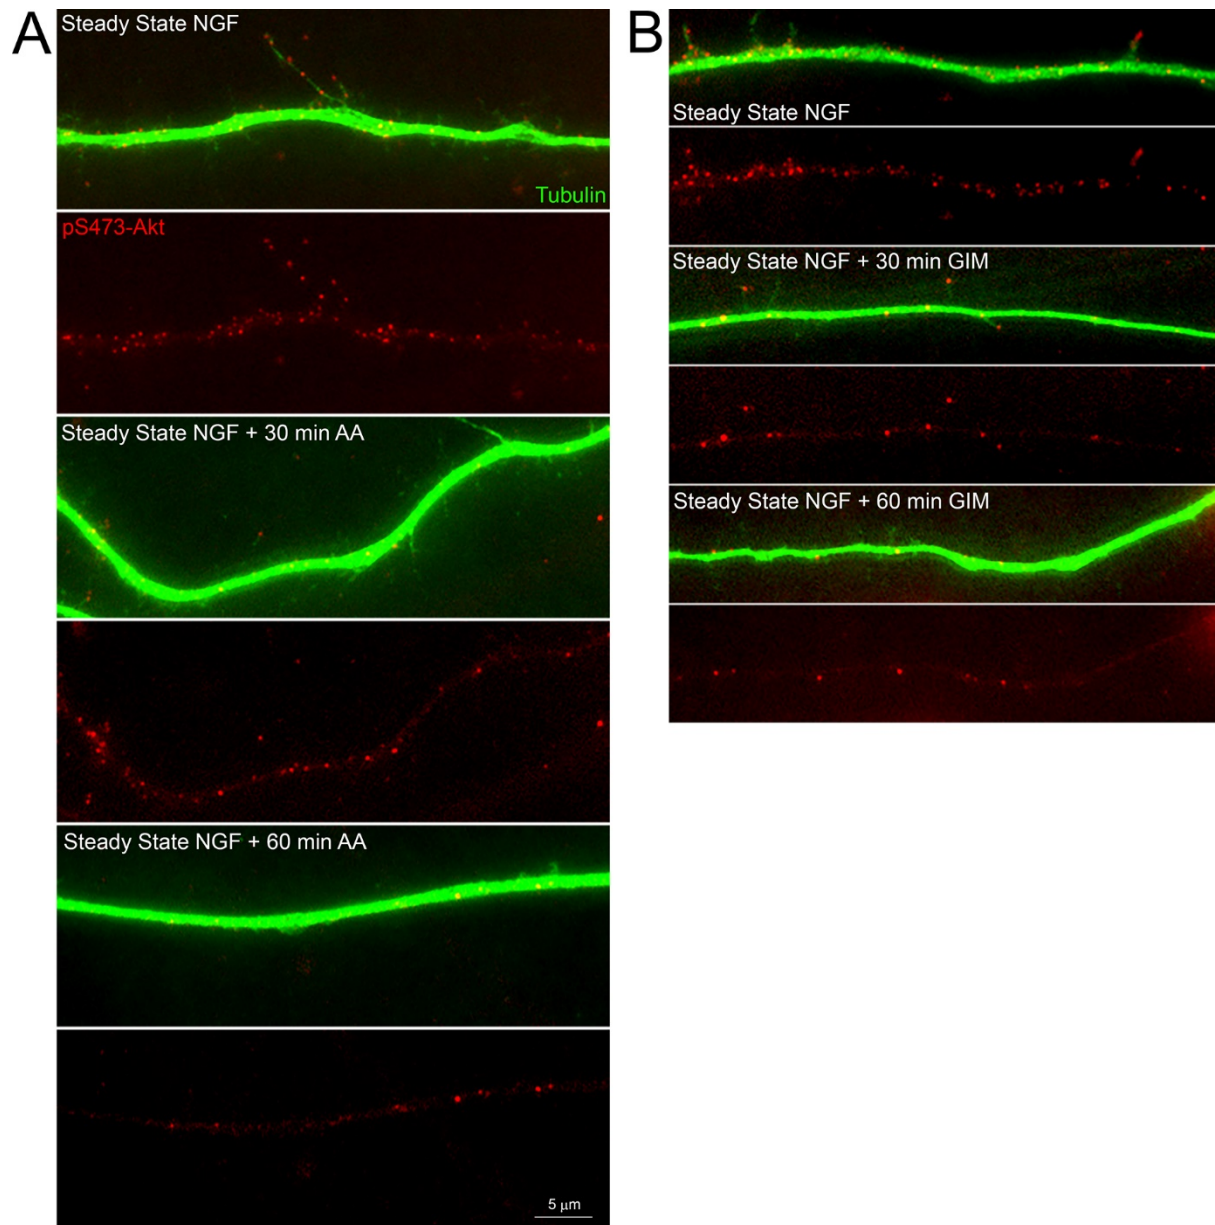 A
Steady State NGF
Tubulin
pS473-Akt
Steady State NGF + 30 min AA
Steady State NGF + 60 min AA
5 μm
B
Steady State NGF
Steady State NGF + 30 min GIM
Steady State NGF + 60 min GIM